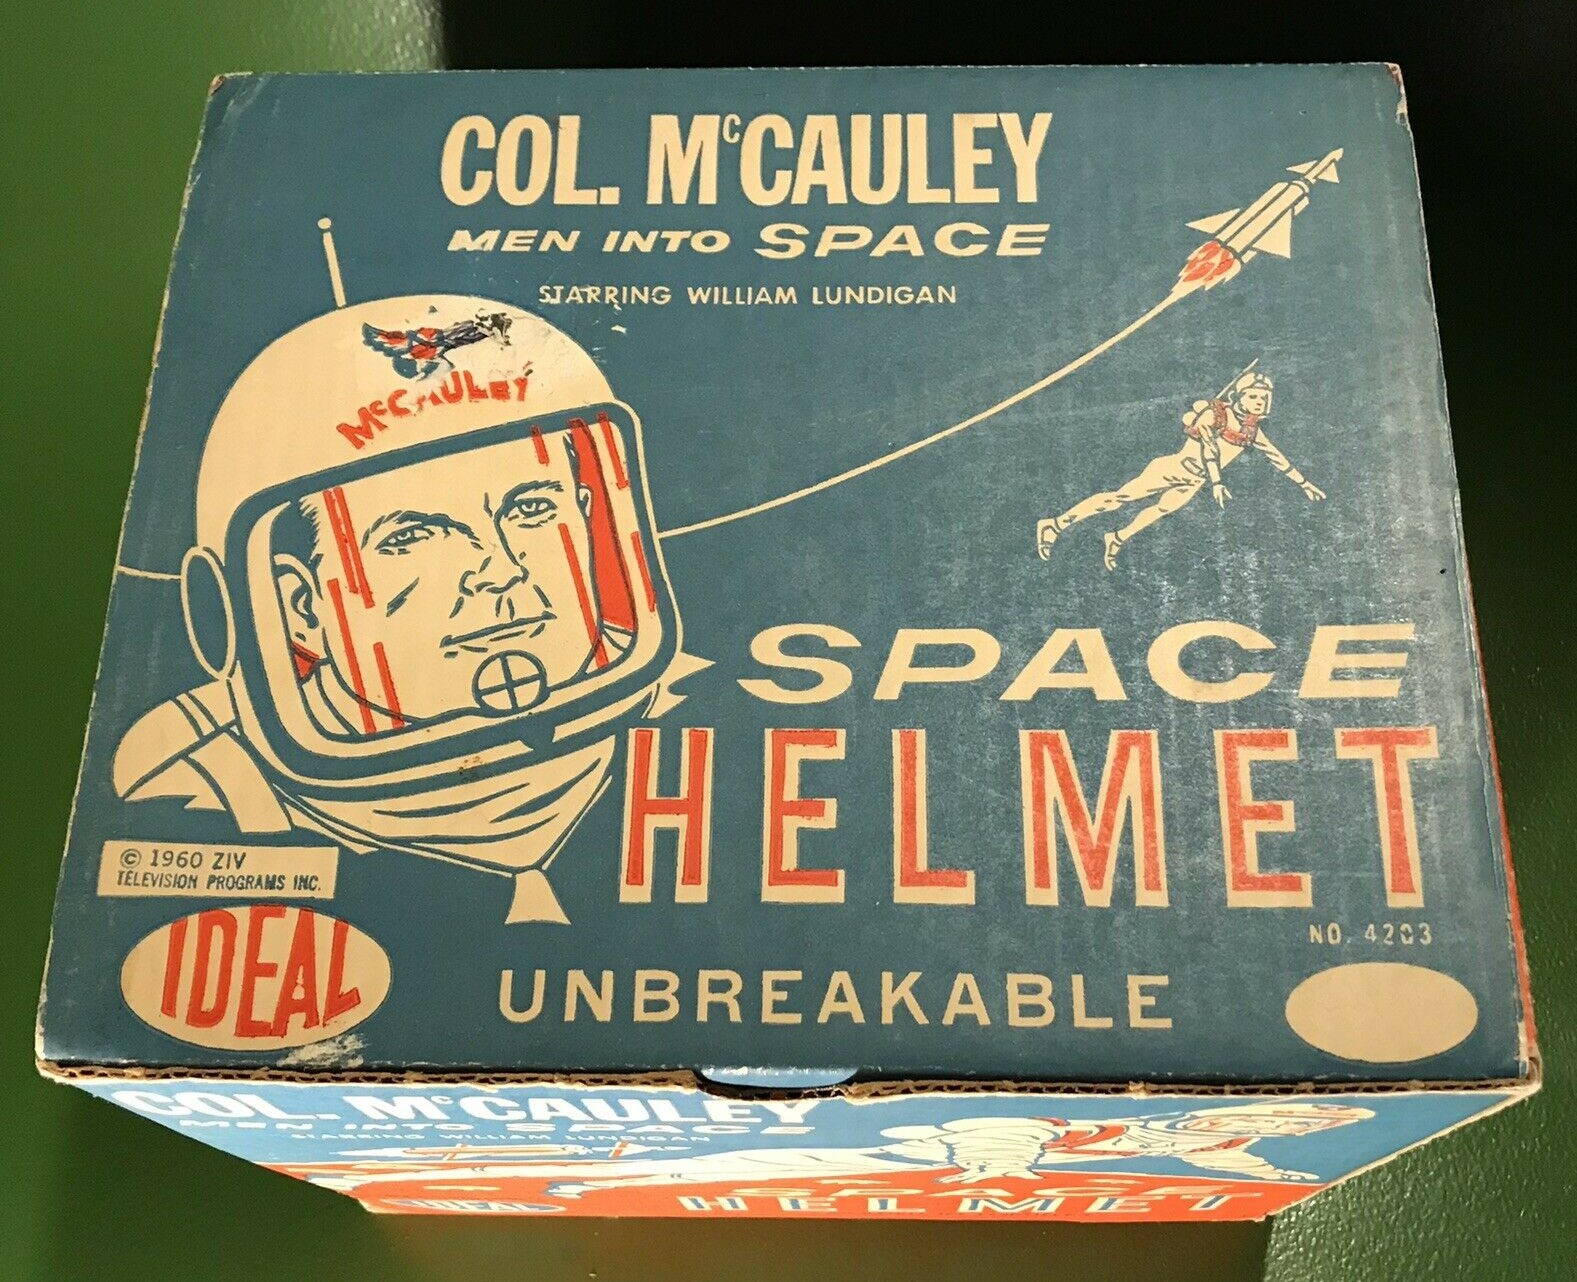 COL. McCAULEY
MEN INTO SPACE
STARRING WILLIAM LUNDIGAN
McCAULEY
SPACE
HELMET
© 1960 ZIV
TELEVISION PROGRAMS INC.
NO. 4203
IDEAL
UNBREAKABLE
COL. McCAULEY
MEN INTO SPACE
STARRING WILLIAM LUNDIGAN
SPACE
HELMET
IDEAL